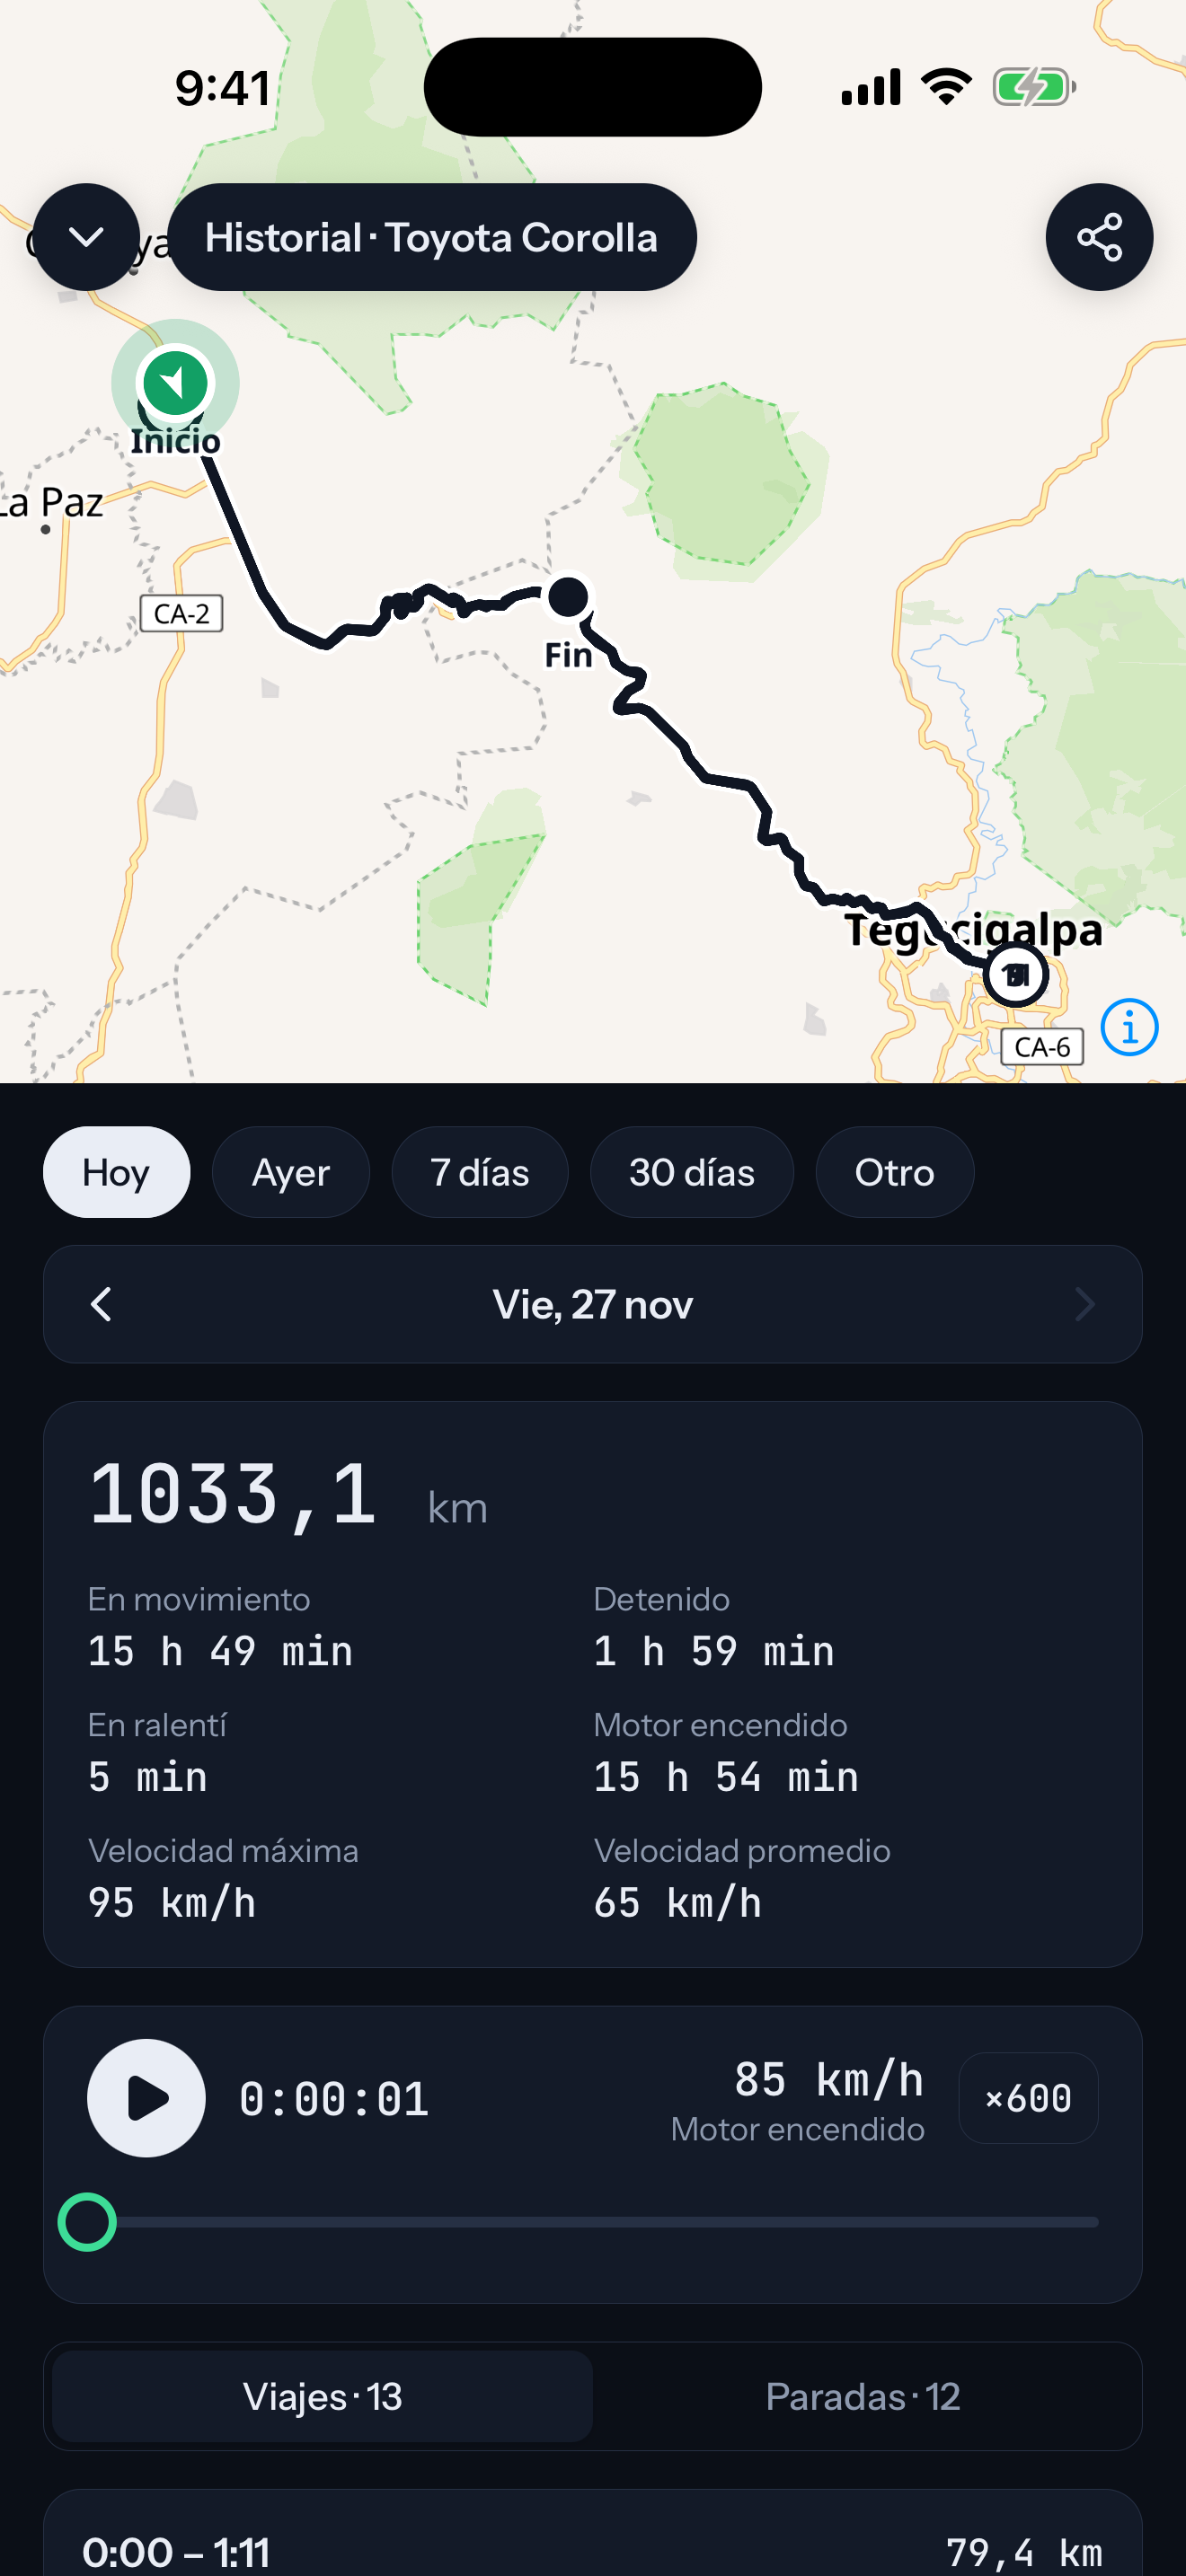 9:41
Historial · Toyota Corolla
Inicio
La Paz
CA-2
Fin
Tegucigalpa
CA-6
Hoy
Ayer
7 días
30 días
Otro
Vie, 27 nov
1033,1 km
En movimiento
Detenido
15 h 49 min
1 h 59 min
En ralentí
Motor encendido
5 min
15 h 54 min
Velocidad máxima
Velocidad promedio
95 km/h
65 km/h
0:00:01
85 km/h
Motor encendido
×600
Viajes · 13
Paradas · 12
0:00 – 1:11
79,4 km